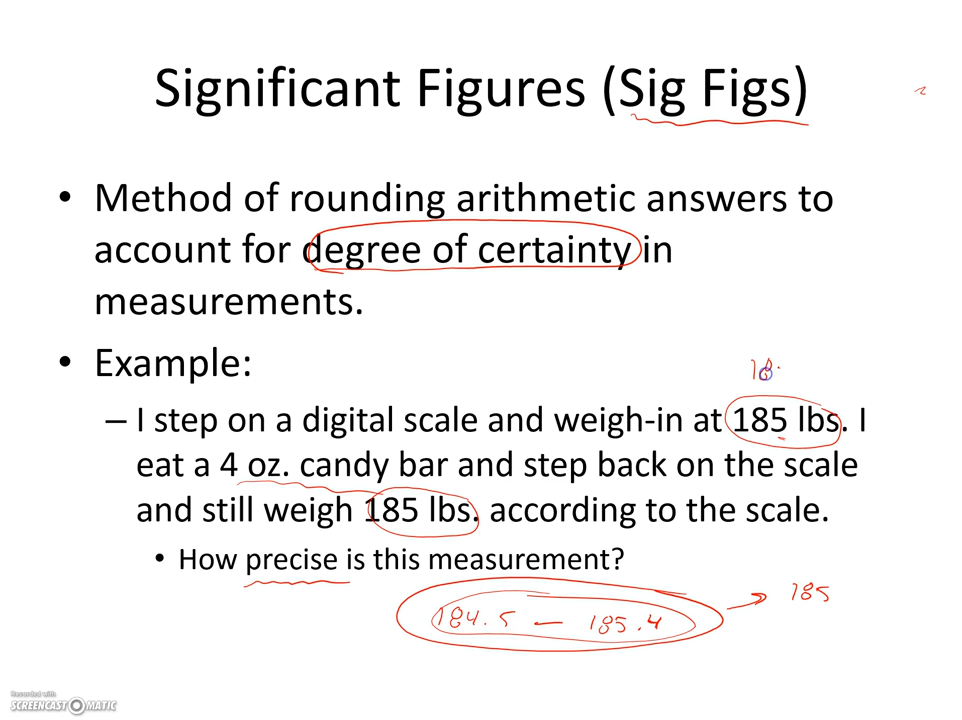 Significant Figures (Sig Figs)
• Method of rounding arithmetic answers to
account for degree of certainty in
measurements.
• Example:
18.
– I step on a digital scale and weigh-in at 185 lbs. I
eat a 4 oz. candy bar and step back on the scale
and still weigh 185 lbs. according to the scale.
• How precise is this measurement?
184.5 — 185.4 → 185
Recorded with
SCREENCAST-O-MATIC